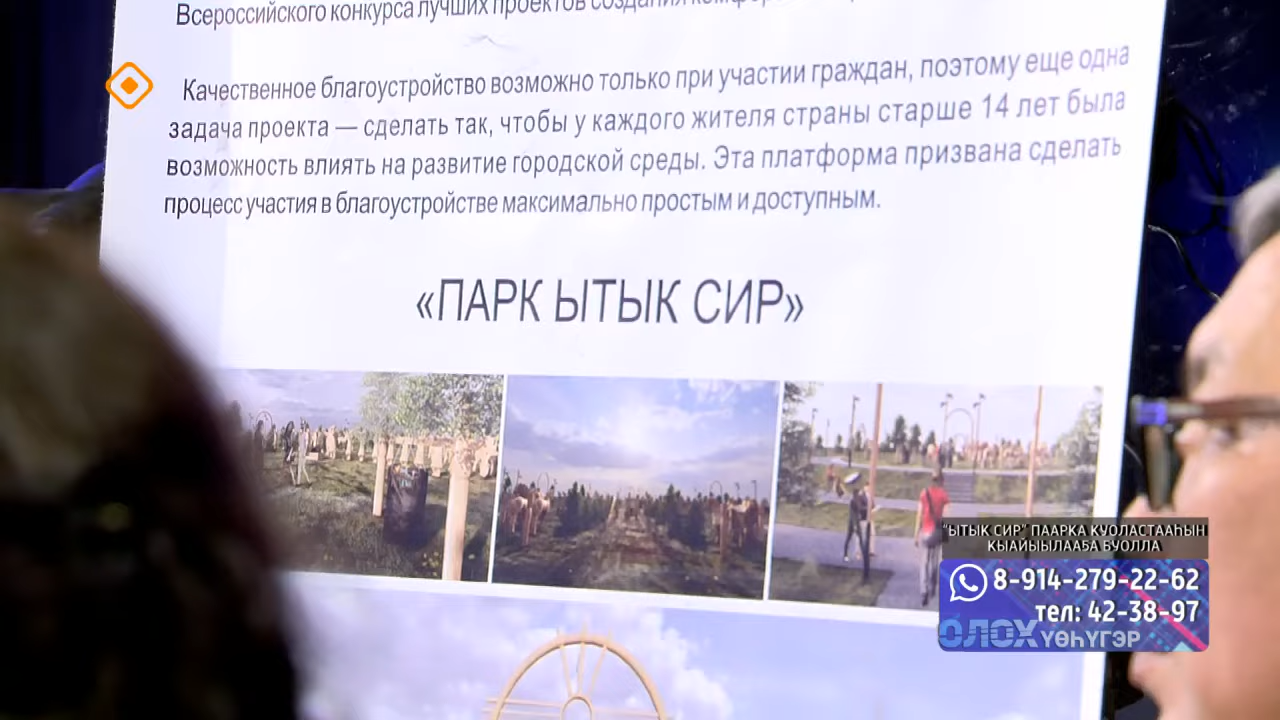 Всероссийского конкурса лучших проектов создания
Качественное благоустройство возможно только при участии граждан, поэтому еще одна
задача проекта — сделать так, чтобы у каждого жителя страны старше 14 лет была
возможность влиять на развитие городской среды. Эта платформа призвана сделать
процесс участия в благоустройстве максимально простым и доступным.
«ПАРК ЫТЫК СИР»
"ЫТЫК СИР" ПААРКА КУОЛАСТААҺЫН
КЫАЙЫЫЛААҔА БУОЛЛА
8-914-279-22-62
тел: 42-38-97
ОЛОХ ҮӨҺҮГЭР